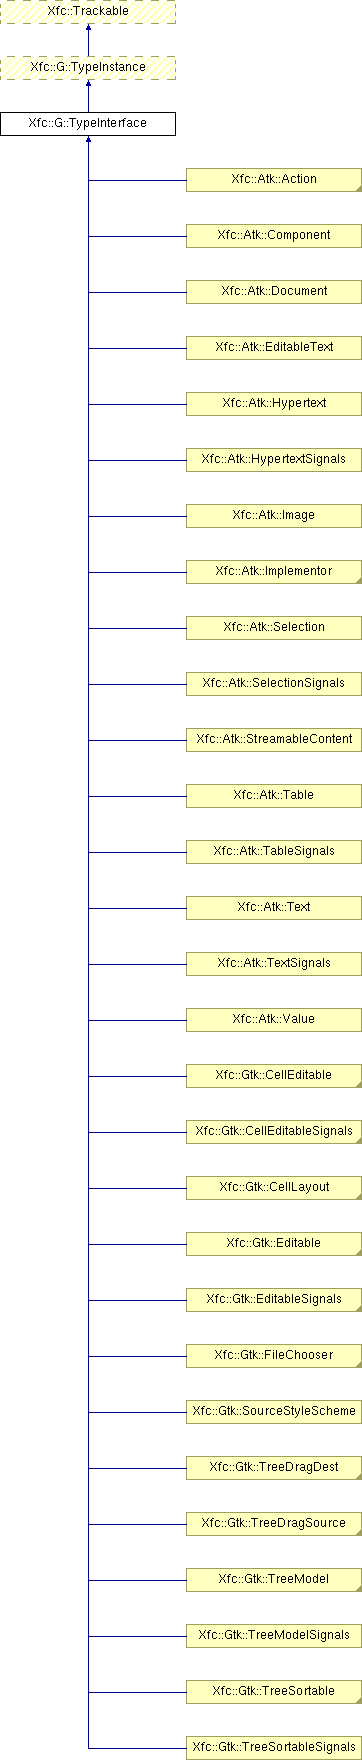 Xfc::Trackable
Xfc::G::TypeInstance
Xfc::G::TypeInterface
Xfc::Atk::Action
Xfc::Atk::Component
Xfc::Atk::Document
Xfc::Atk::EditableText
Xfc::Atk::Hypertext
Xfc::Atk::HypertextSignals
Xfc::Atk::Image
Xfc::Atk::Implementor
Xfc::Atk::Selection
Xfc::Atk::SelectionSignals
Xfc::Atk::StreamableContent
Xfc::Atk::Table
Xfc::Atk::TableSignals
Xfc::Atk::Text
Xfc::Atk::TextSignals
Xfc::Atk::Value
Xfc::Gtk::CellEditable
Xfc::Gtk::CellEditableSignals
Xfc::Gtk::CellLayout
Xfc::Gtk::Editable
Xfc::Gtk::EditableSignals
Xfc::Gtk::FileChooser
Xfc::Gtk::SourceStyleScheme
Xfc::Gtk::TreeDragDest
Xfc::Gtk::TreeDragSource
Xfc::Gtk::TreeModel
Xfc::Gtk::TreeModelSignals
Xfc::Gtk::TreeSortable
Xfc::Gtk::TreeSortableSignals